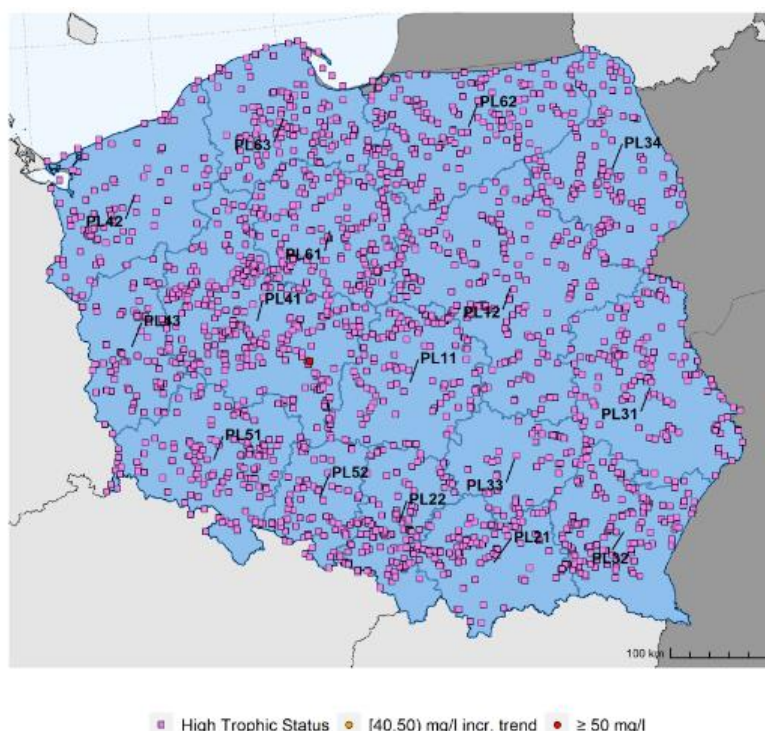 PL62
PL34
PL63
PL42
PL61
PL41
PL43
PL12
PL11
PL31
PL51
PL52
PL33
PL22
PL21
PL32
100 km
High Trophic Status [40,50) mg/l incr. trend ≥ 50 mg/l